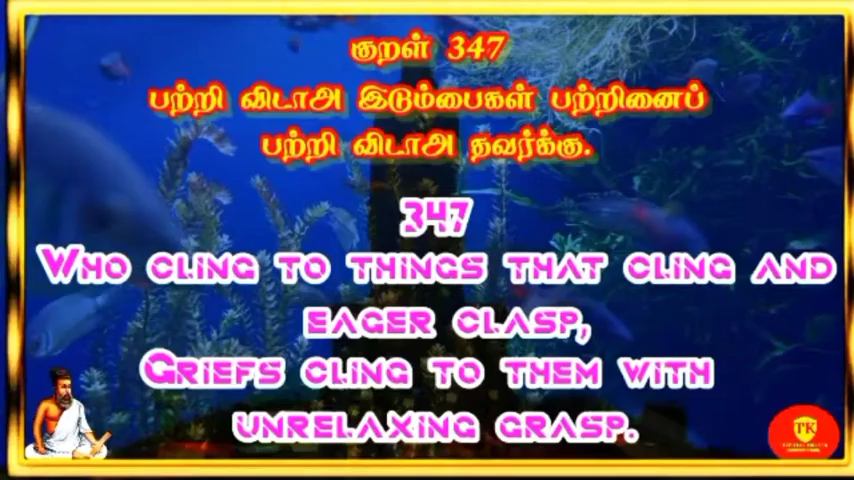 குறள் 347
பற்றி விடாஅ இடும்பைகள் பற்றினைப்
பற்றி விடாஅ தவர்க்கு.
347
Who cling to things that cling and
eager clasp,
Griefs cling to them with
unrelaxing grasp.
TK